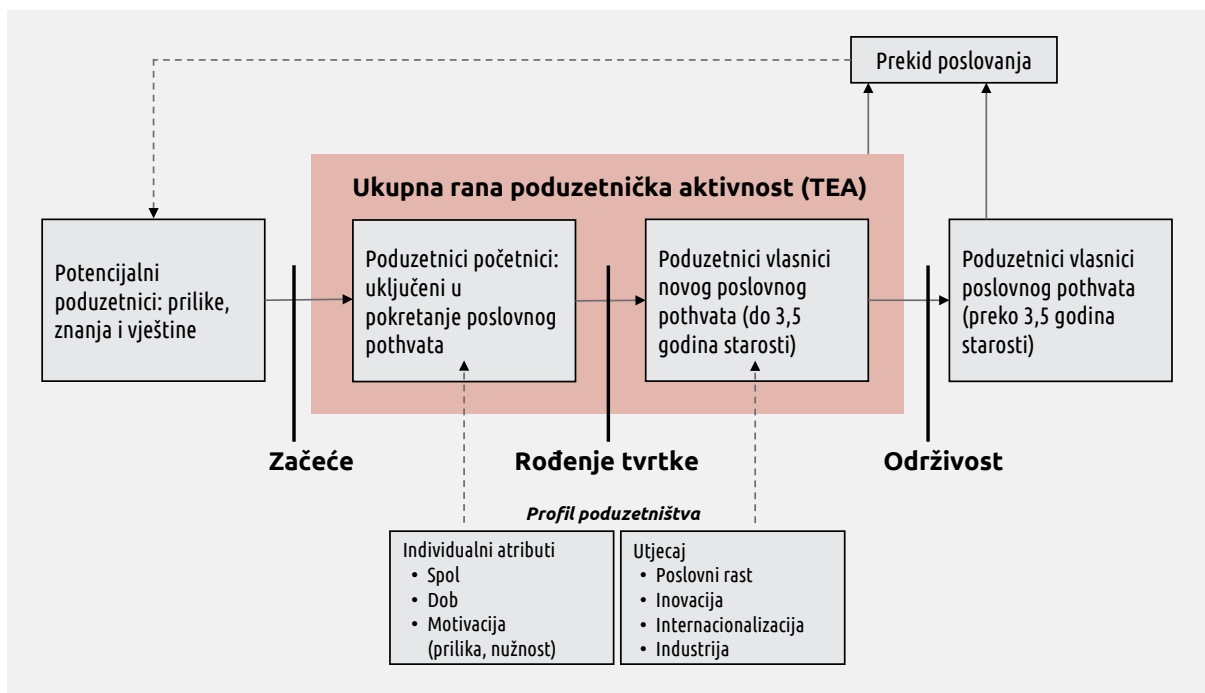 Prekid poslovanja
Ukupna rana poduzetnička aktivnost (TEA)
Potencijalni
poduzetnici: prilike,
znanja i vještine
Poduzetnici početnici:
uključeni u
pokretanje poslovnog
pothvata
Poduzetnici vlasnici
novog poslovnog
pothvata (do 3,5
godina starosti)
Poduzetnici vlasnici
poslovnog pothvata
(preko 3,5 godina
starosti)
Začeće
Rođenje tvrtke
Održivost
Profil poduzetništva
Individualni atributi
• Spol
• Dob
• Motivacija
(prilika, nužnost)
Utjecaj
• Poslovni rast
• Inovacija
• Internacionalizacija
• Industrija